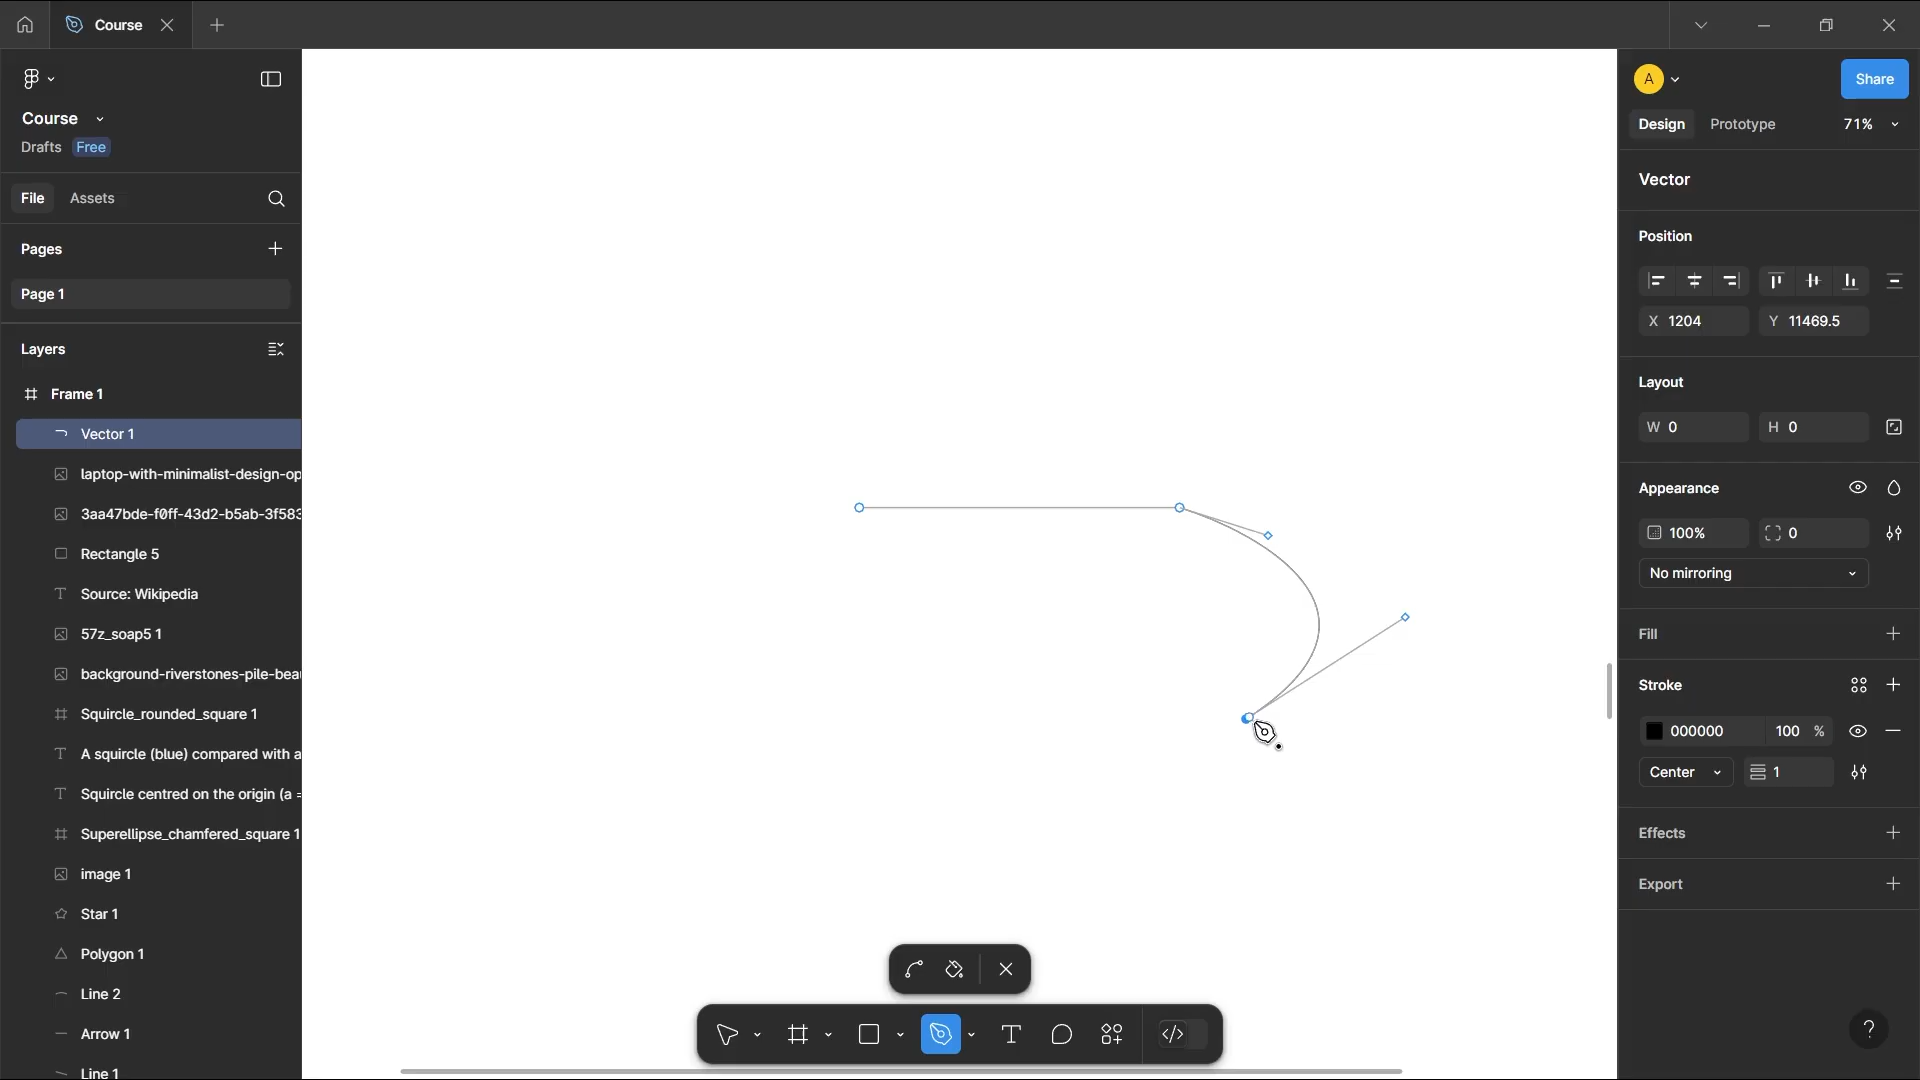 Course
Course
Drafts Free
File Assets
Pages
Page 1
Layers
Frame 1
Vector 1
laptop-with-minimalist-design-op
3aa47bde-f0ff-43d2-b5ab-3f583
Rectangle 5
Source: Wikipedia
57z_soap5 1
background-riverstones-pile-bea
Squircle_rounded_square 1
A squircle (blue) compared with a
Squircle centred on the origin (a =
Superellipse_chamfered_square 1
image 1
Star 1
Polygon 1
Line 2
Arrow 1
Line 1
A
Share
Design Prototype 71%
Vector
Position
X 1204 Y 11469.5
Layout
W 0 H 0
Appearance
100% 0
No mirroring
Fill
Stroke
000000 100 %
Center 1
Effects
Export
?